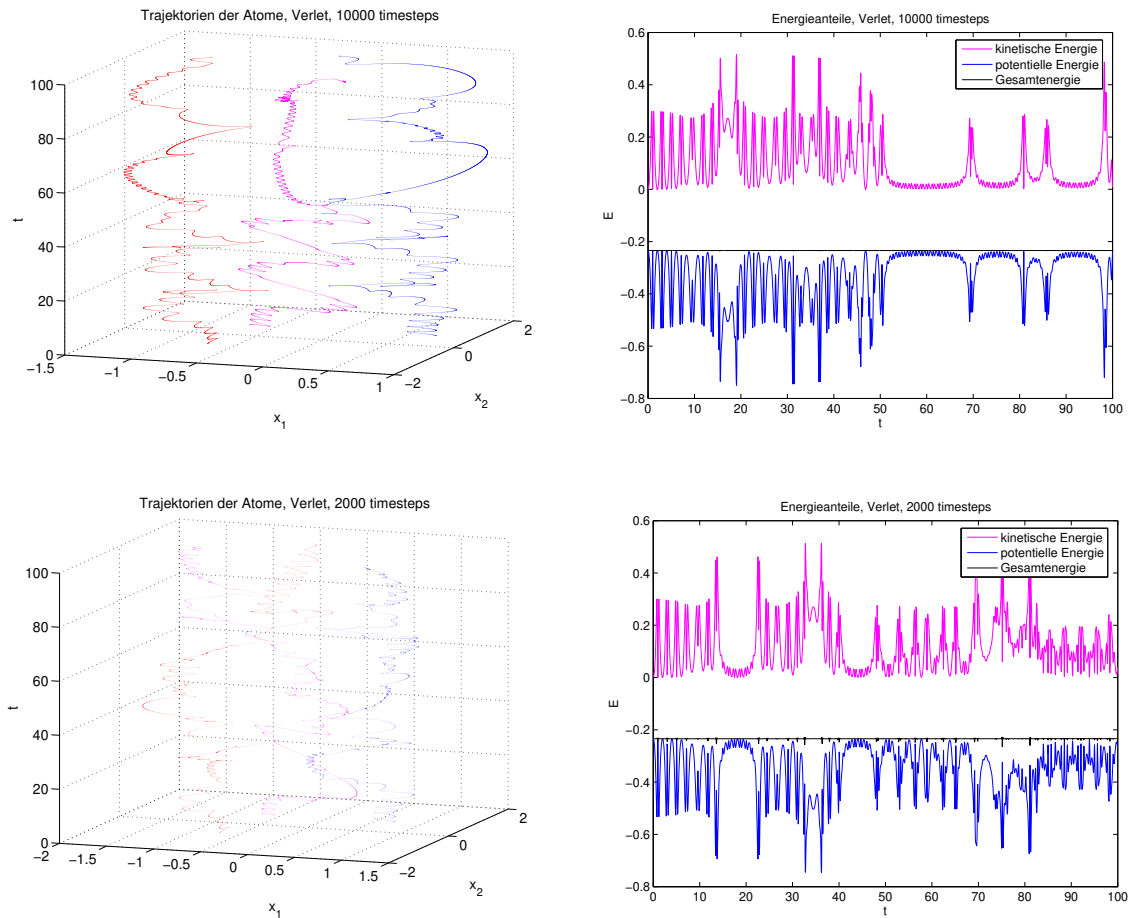 Trajektorien der Atome, Verlet, 10000 timesteps
100
80
60
40
20
0
t
−1.5
−1
−0.5
0
0.5
1
x₁
−2
0
2
x₂
Energieanteile, Verlet, 10000 timesteps
kinetische Energie
potentielle Energie
Gesamtenergie
0.6
0.4
0.2
0
−0.2
−0.4
−0.6
−0.8
E
0 10 20 30 40 50 60 70 80 90 100
t
Trajektorien der Atome, Verlet, 2000 timesteps
100
80
60
40
20
0
t
−2
−1.5
−1
−0.5
0
0.5
1
1.5
x₁
−2
0
2
x₂
Energieanteile, Verlet, 2000 timesteps
kinetische Energie
potentielle Energie
Gesamtenergie
0.6
0.4
0.2
0
−0.2
−0.4
−0.6
−0.8
E
0 10 20 30 40 50 60 70 80 90 100
t